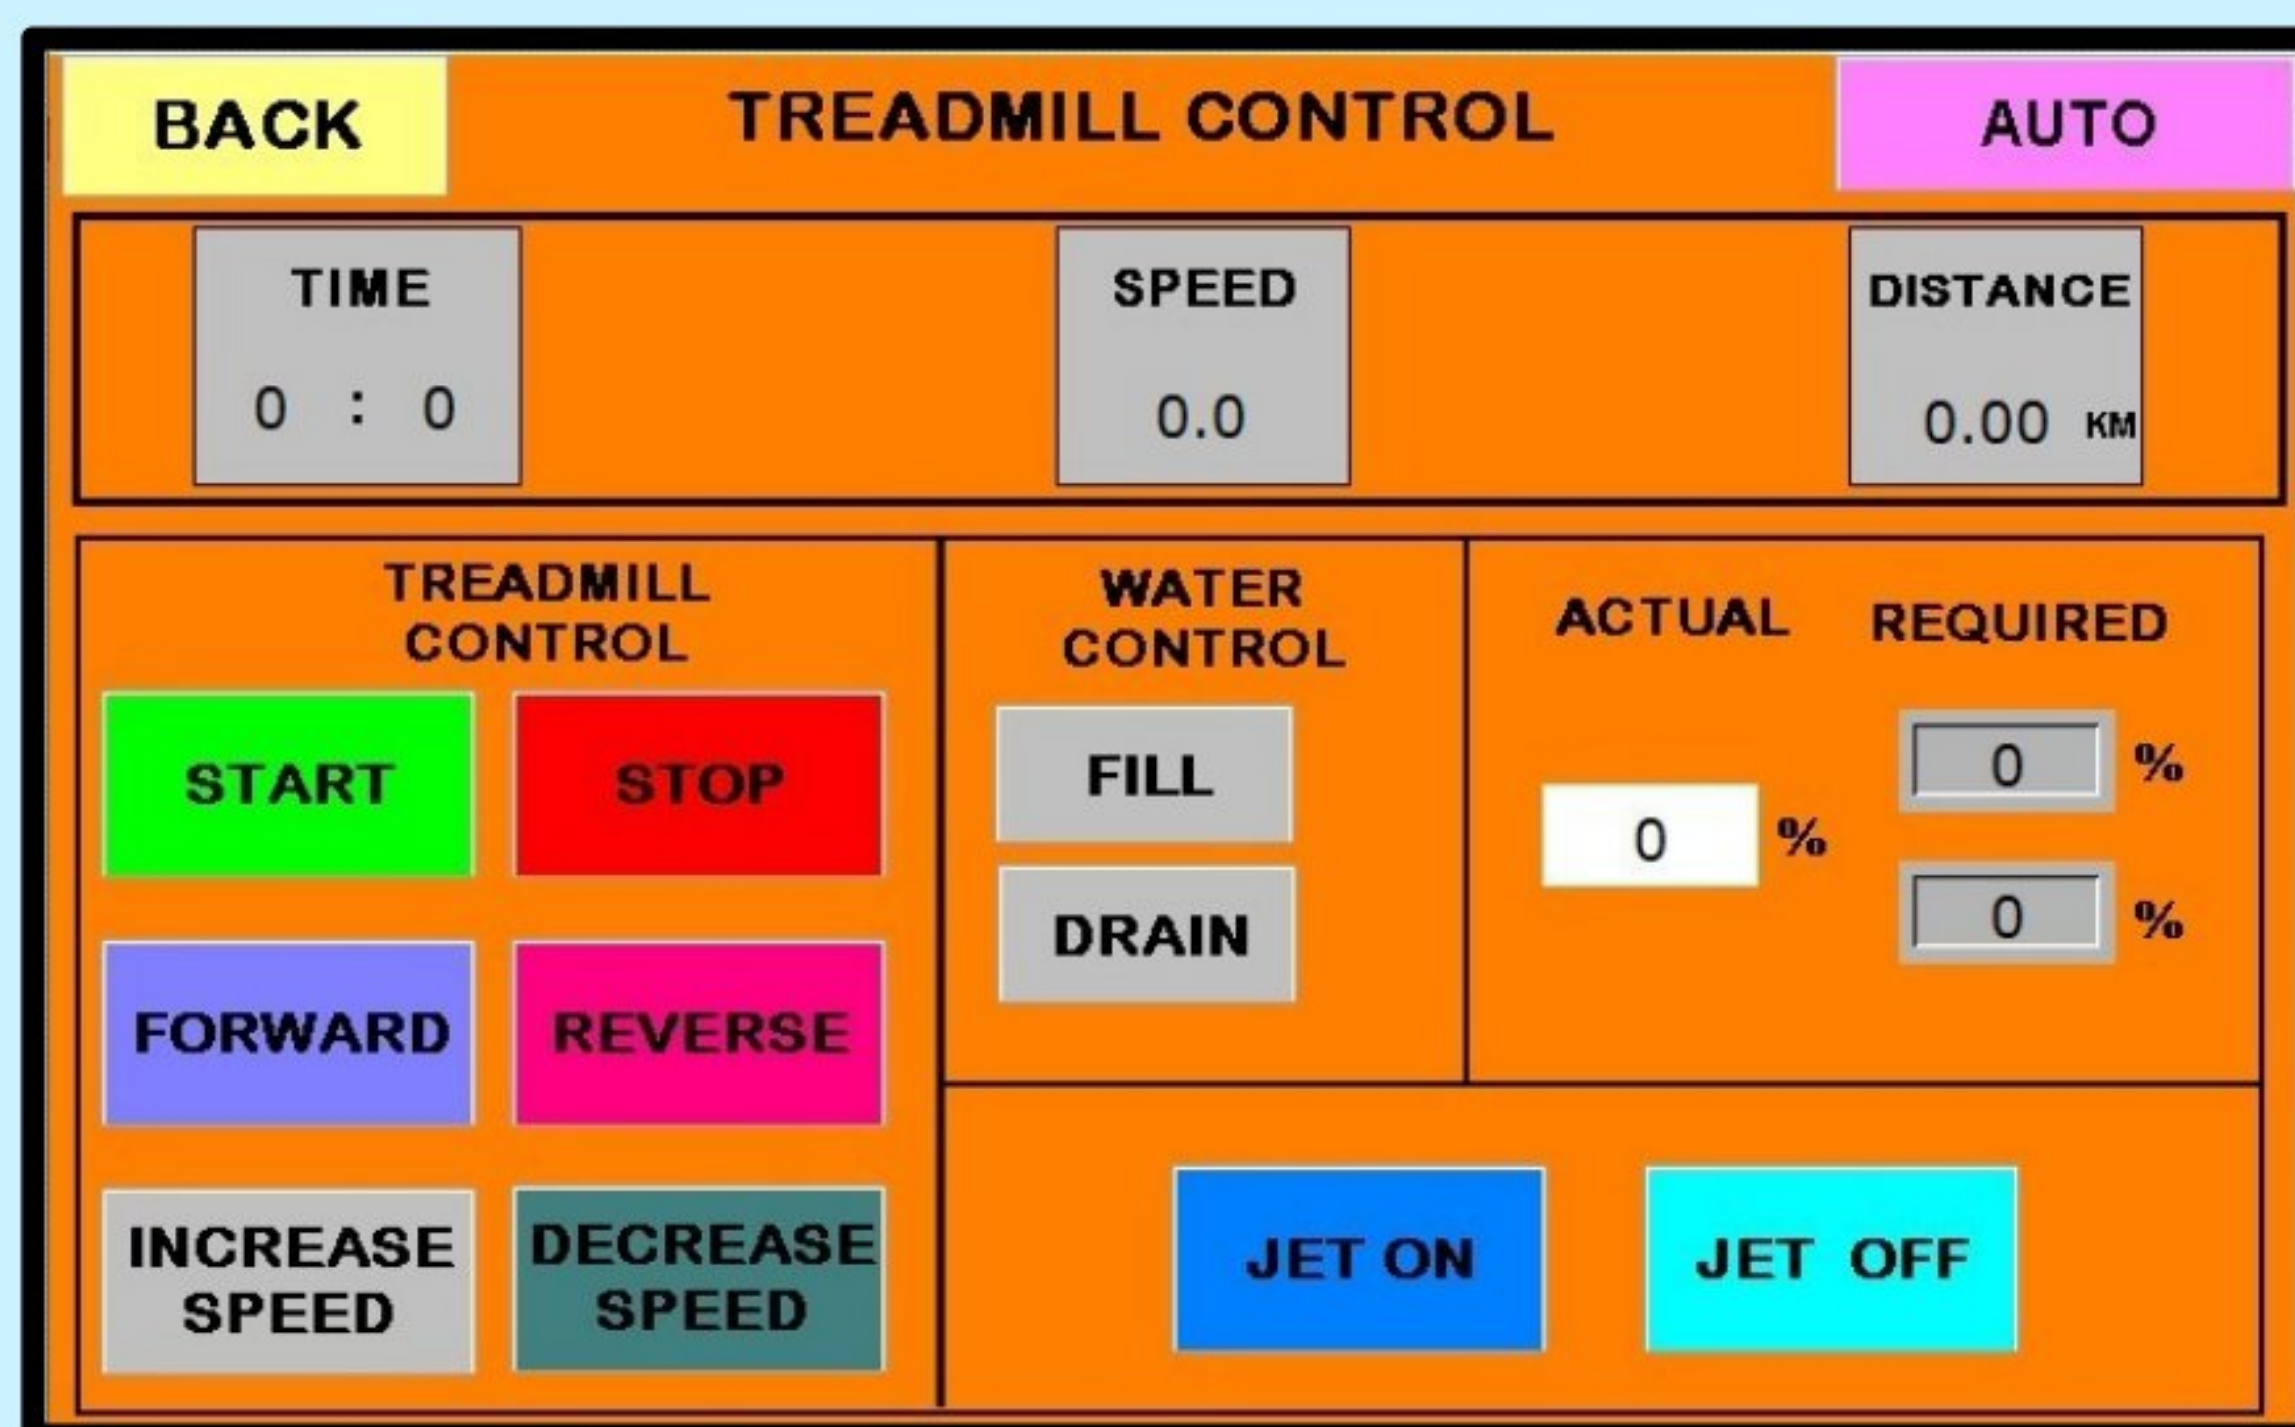 BACK
TREADMILL CONTROL
AUTO
TIME
0 : 0
SPEED
0.0
DISTANCE
0.00 KM
TREADMILL
CONTROL
START
STOP
FORWARD
REVERSE
INCREASE
SPEED
DECREASE
SPEED
WATER
CONTROL
FILL
DRAIN
ACTUAL
0 %
REQUIRED
0 %
0 %
JET ON
JET OFF